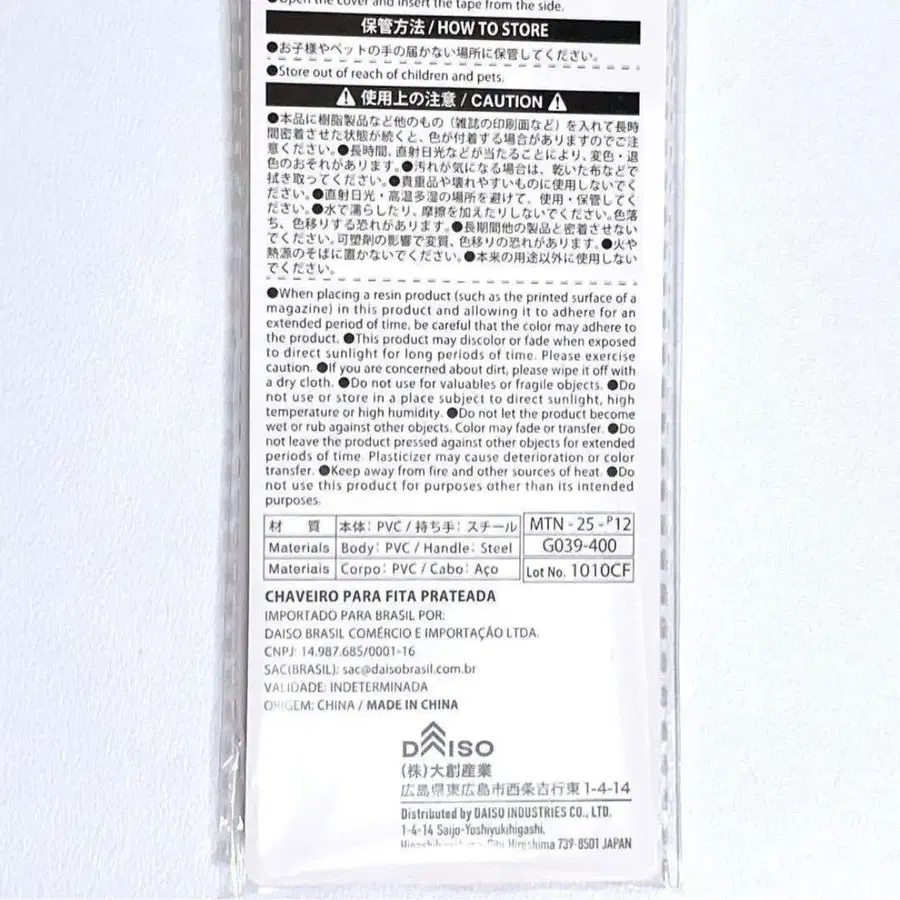 ●Open the cover and insert the tape from the side.
保管方法 / HOW TO STORE
●お子様やペットの手の届かない場所に保管してください。
●Store out of reach of children and pets.
⚠ 使用上の注意 / CAUTION ⚠
●本品に樹脂製品など他のもの（雑誌の印刷面など）を入れて長時
間密着させた状態が続くと、色が付着する場合がありますのでご注
意ください。●長時間、直射日光などが当たることにより、変色・退
色のおそれがあります。●汚れが気になる場合は、乾いた布などで
拭き取ってください。●貴重品や壊れやすいものに使用しないでくだ
さい。●直射日光・高温多湿の場所を避けて、使用・保管してくだ
さい。●水で濡らしたり、摩擦を加えたりしないでください。色落
ち、色移りする恐れがあります。●長期間他の製品と密着させない
でください。可塑剤の影響で変質、色移りの恐れがあります。●火や
熱源のそばに置かないでください。●本来の用途以外に使用しない
でください。
●When placing a resin product (such as the printed surface of a
magazine) in this product and allowing it to adhere for an
extended period of time, be careful that the color may adhere to
the product. ●This product may discolor or fade when exposed
to direct sunlight for long periods of time. Please exercise
caution. ●If you are concerned about dirt, please wipe it off with
a dry cloth. ●Do not use for valuables or fragile objects. ●Do
not use or store in a place subject to direct sunlight, high
temperature or high humidity. ●Do not let the product become
wet or rub against other objects. Color may fade or transfer. ●Do
not leave the product pressed against other objects for extended
periods of time. Plasticizer may cause deterioration or color
transfer. ●Keep away from fire and other sources of heat. ●Do
not use this product for purposes other than its intended
purposes.
材 質 本体：PVC / 持ち手：スチール MTN - 25 - P12
Materials Body: PVC / Handle: Steel G039-400
Materiais Corpo: PVC / Cabo: Aço Lot No. 1010CF
CHAVEIRO PARA FITA PRATEADA
IMPORTADO PARA BRASIL POR:
DAISO BRASIL COMÉRCIO E IMPORTAÇÃO LTDA.
CNPJ: 14.987.685/0001-16
SAC(BRASIL): sac@daisobrasil.com.br
VALIDADE: INDETERMINADA
ORIGEM: CHINA / MADE IN CHINA
DAISO
(株)大創産業
広島県東広島市西条吉行東1-4-14
Distributed by DAISO INDUSTRIES CO., LTD.
1-4-14 Saijo-Yoshiyukihigashi,
City Hiroshima 739-8501 JAPAN